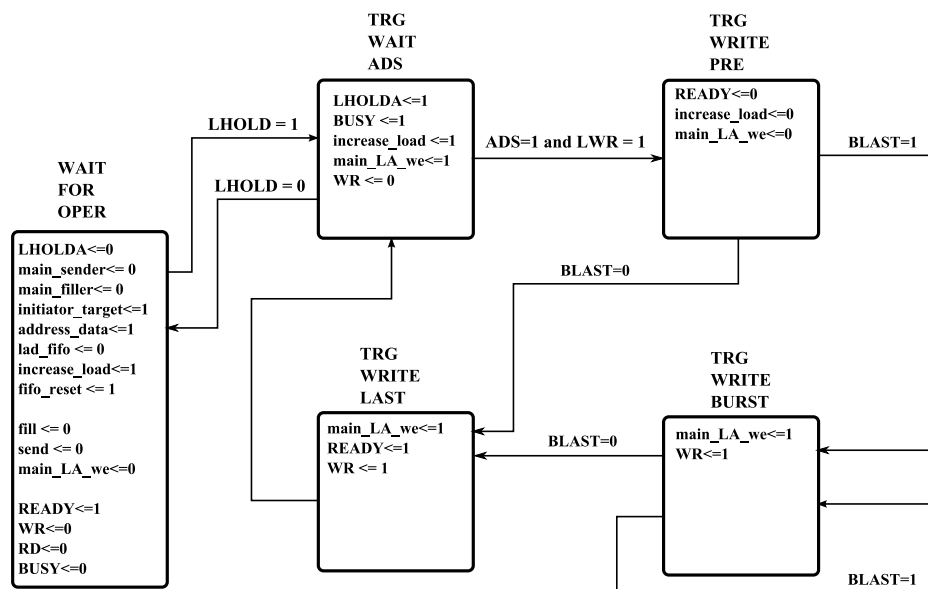 TRG
WAIT
ADS
LHOLDA<=1
BUSY <=1
increase_load <=1
main_LA_we<=1
WR <= 0
TRG
WRITE
PRE
READY<=0
increase_load<=0
main_LA_we<=0
LHOLD = 1
ADS=1 and LWR = 1
BLAST=1
LHOLD = 0
WAIT
FOR
OPER
LHOLDA<=0
main_sender<= 0
main_filler<= 0
initiator_target<=1
address_data<=1
lad_fifo <= 0
increase_load<=1
fifo_reset <= 1
fill <= 0
send <= 0
main_LA_we<=0
READY<=1
WR<=0
RD<=0
BUSY<=0
BLAST=0
TRG
WRITE
LAST
main_LA_we<=1
READY<=1
WR <= 1
BLAST=0
TRG
WRITE
BURST
main_LA_we<=1
WR<=1
BLAST=1